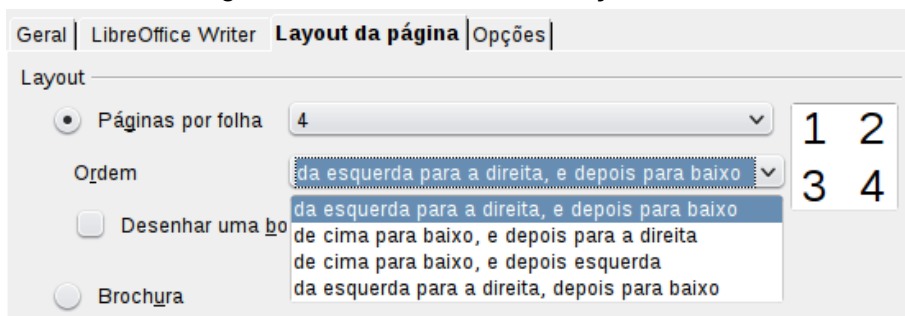 Geral LibreOffice Writer Layout da página Opções
Layout
Páginas por folha 4
1 2
Ordem da esquerda para a direita, e depois para baixo
3 4
da esquerda para a direita, e depois para baixo
Desenhar uma bo
de cima para baixo, e depois para a direita
de cima para baixo, e depois esquerda
Brochura da esquerda para a direita, depois para baixo